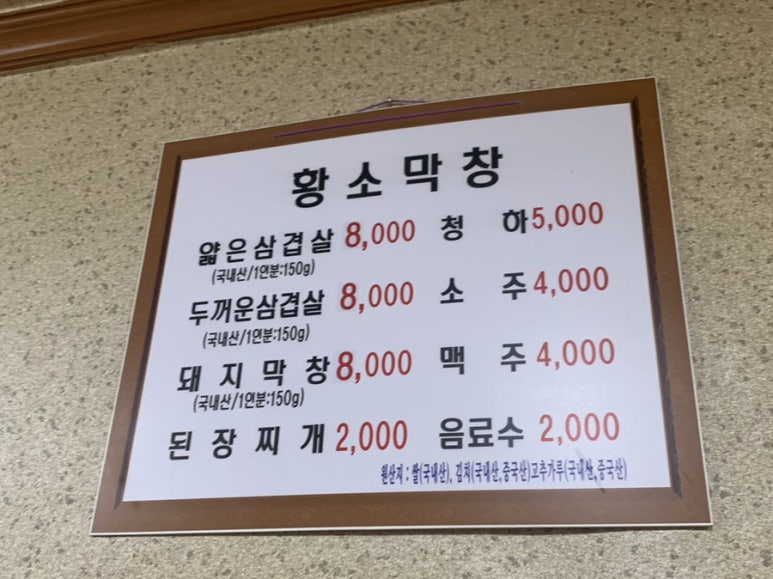 황소막창
얇은삼겹살 8,000 청 하 5,000
(국내산/1인분:150g)
두꺼운삼겹살 8,000 소 주 4,000
(국내산/1인분:150g)
돼지막창 8,000 맥 주 4,000
(국내산/1인분:150g)
된장찌개 2,000 음료수 2,000
원산지 : 쌀(국내산), 김치(국내산,중국산)고추가루(국내산,중국산)